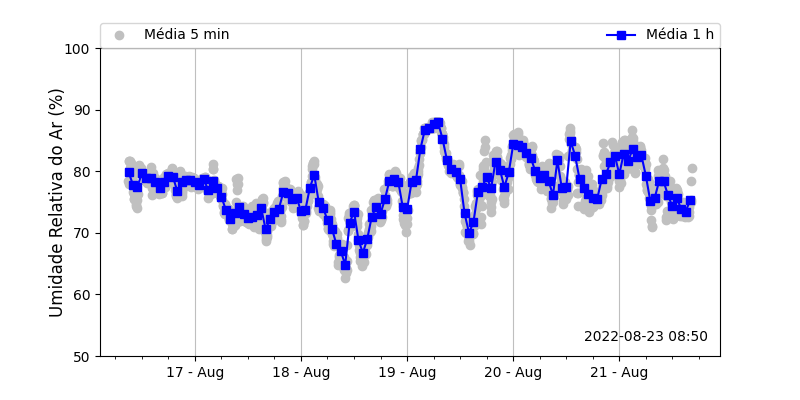 Média 5 min
Média 1 h
100
90
80
70
60
50
Umidade Relativa do Ar (%)
2022-08-23 08:50
17 - Aug
18 - Aug
19 - Aug
20 - Aug
21 - Aug